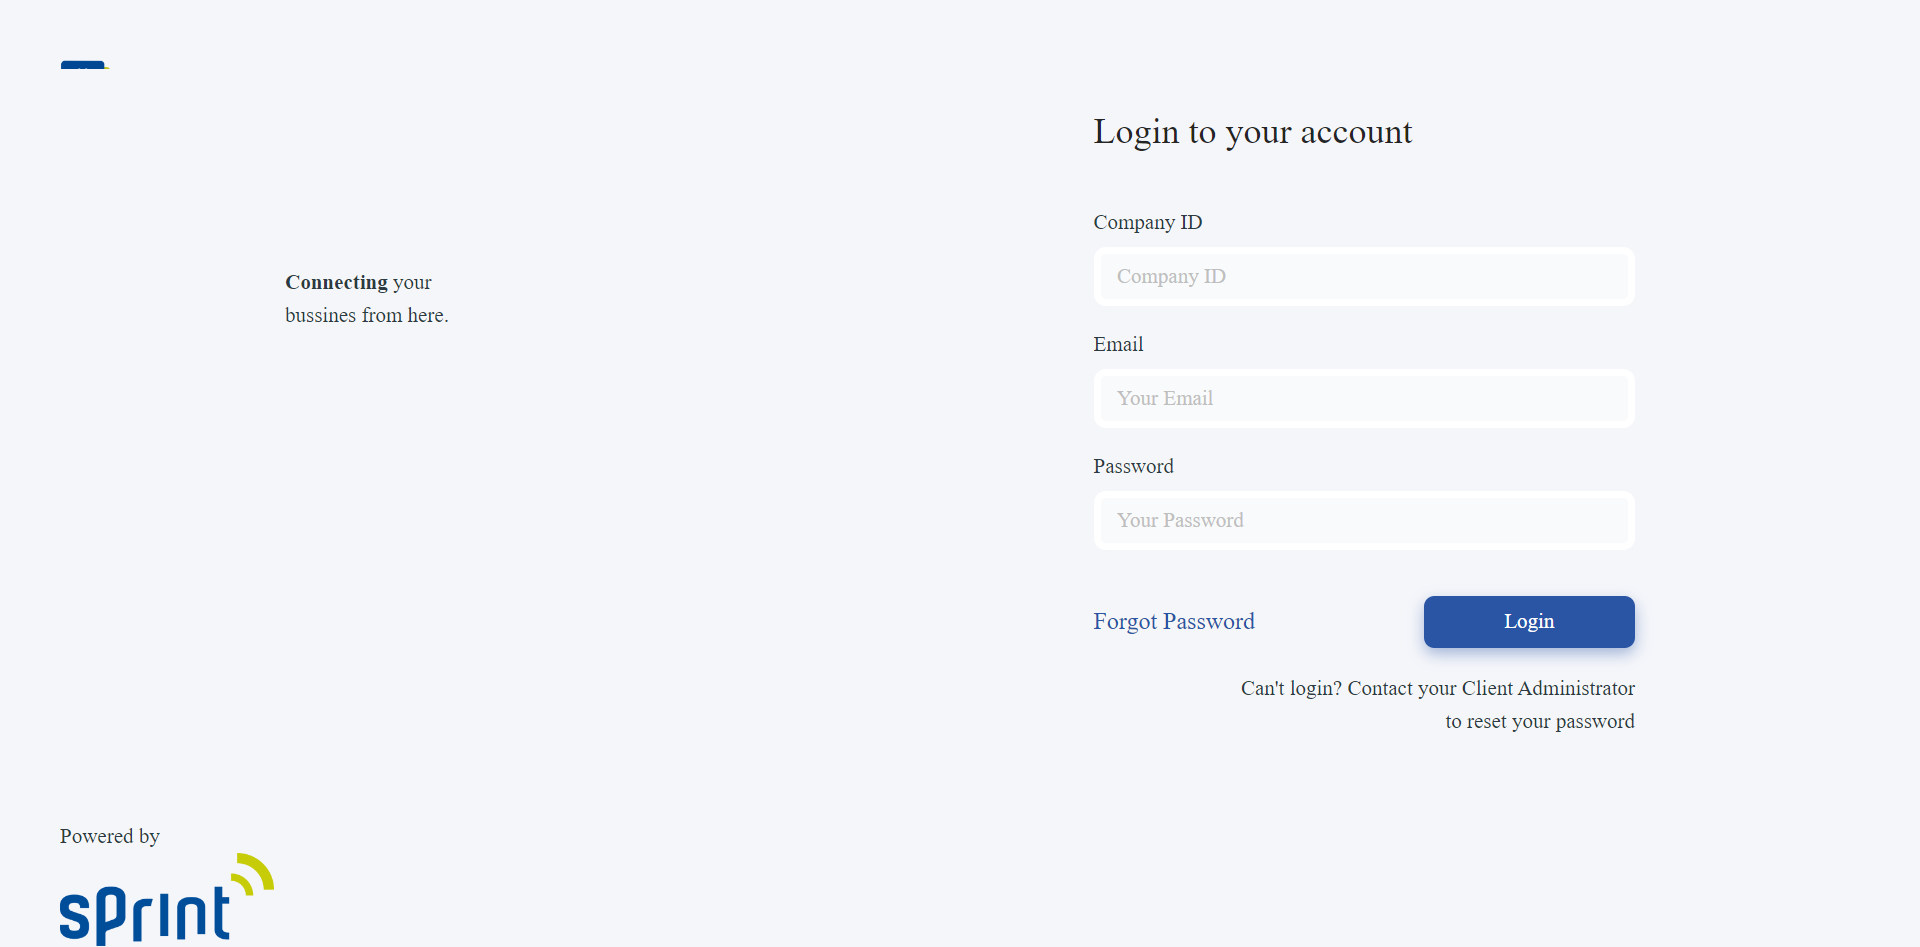 Login to your account
Company ID
Company ID
Connecting your
bussines from here.
Email
Your Email
Password
Your Password
Forgot Password
Login
Can't login? Contact your Client Administrator
to reset your password
Powered by
sprint